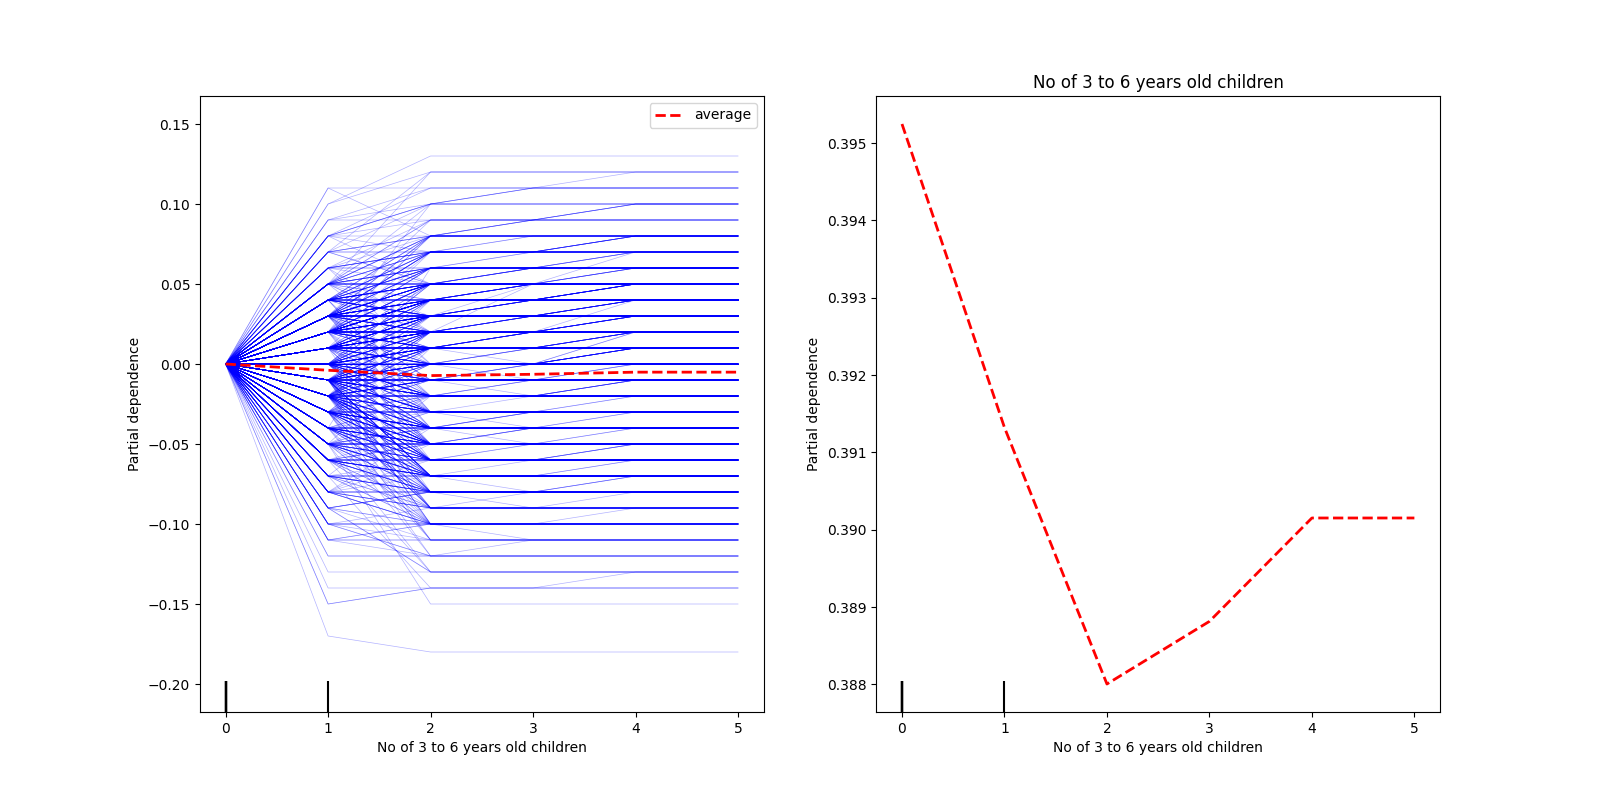 No of 3 to 6 years old children
average
0.15
0.10
0.05
0.00
−0.05
−0.10
−0.15
−0.20
Partial dependence
0 1 2 3 4 5
No of 3 to 6 years old children
0.395
0.394
0.393
0.392
0.391
0.390
0.389
0.388
Partial dependence
0 1 2 3 4 5
No of 3 to 6 years old children